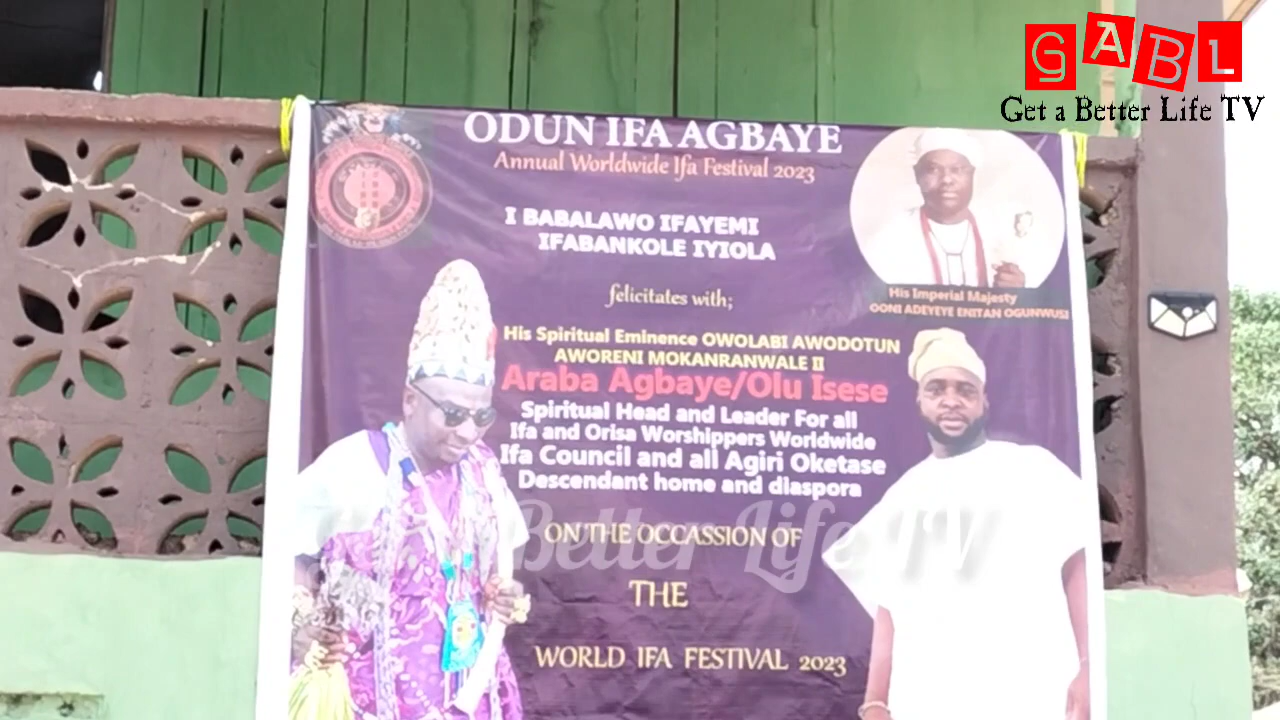 GABL
Get a Better Life TV
ODUN IFA AGBAYE
Annual Worldwide Ifa Festival 2023
I BABALAWO IFAYEMI
IFABANKOLE IYIOLA
felicitates with;
His Imperial Majesty
OONI ADEYEYE ENITAN OGUNWUSI
His Spiritual Eminence OWOLABI AWODOTUN
AWORENI MOKANRANWALE II
Araba Agbaye/Olu Isese
Spiritual Head and Leader For all
Ifa and Orisa Worshippers Worldwide
Ifa Council and all Agiri Oketase
Descendant home and diaspora
Better Life TV
ON THE OCCASSION OF
THE
WORLD IFA FESTIVAL 2023